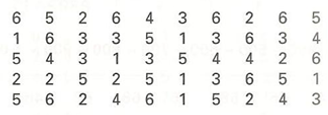 6 5 2 6 4 3 6 2 6 5
1 6 3 3 5 1 3 6 3 4
5 4 3 1 3 5 4 4 2 6
2 2 5 2 5 1 3 6 5 1
5 6 2 4 6 1 5 2 4 3